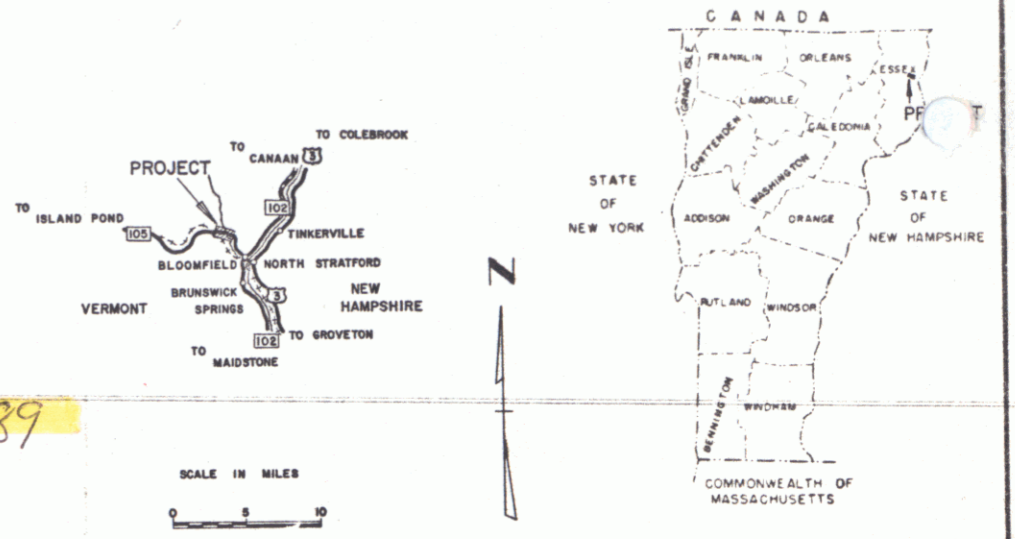 TO COLEBROOK
TO
CANAAN
3
PROJECT
102
TO
ISLAND POND
105
TINKERVILLE
BLOOMFIELD
NORTH STRATFORD
BRUNSWICK
SPRINGS
3
NEW
HAMPSHIRE
VERMONT
102
TO GROVETON
TO
MAIDSTONE
89
SCALE IN MILES
0 5 10
N
CANADA
GRAND ISLE
FRANKLIN
ORLEANS
ESSEX
LAMOILLE
CHITTENDEN
CALEDONIA
WASHINGTON
STATE
OF
NEW YORK
ADDISON
ORANGE
STATE
OF
NEW HAMPSHIRE
RUTLAND
WINDSOR
BENNINGTON
WINDHAM
COMMONWEALTH OF
MASSACHUSETTS